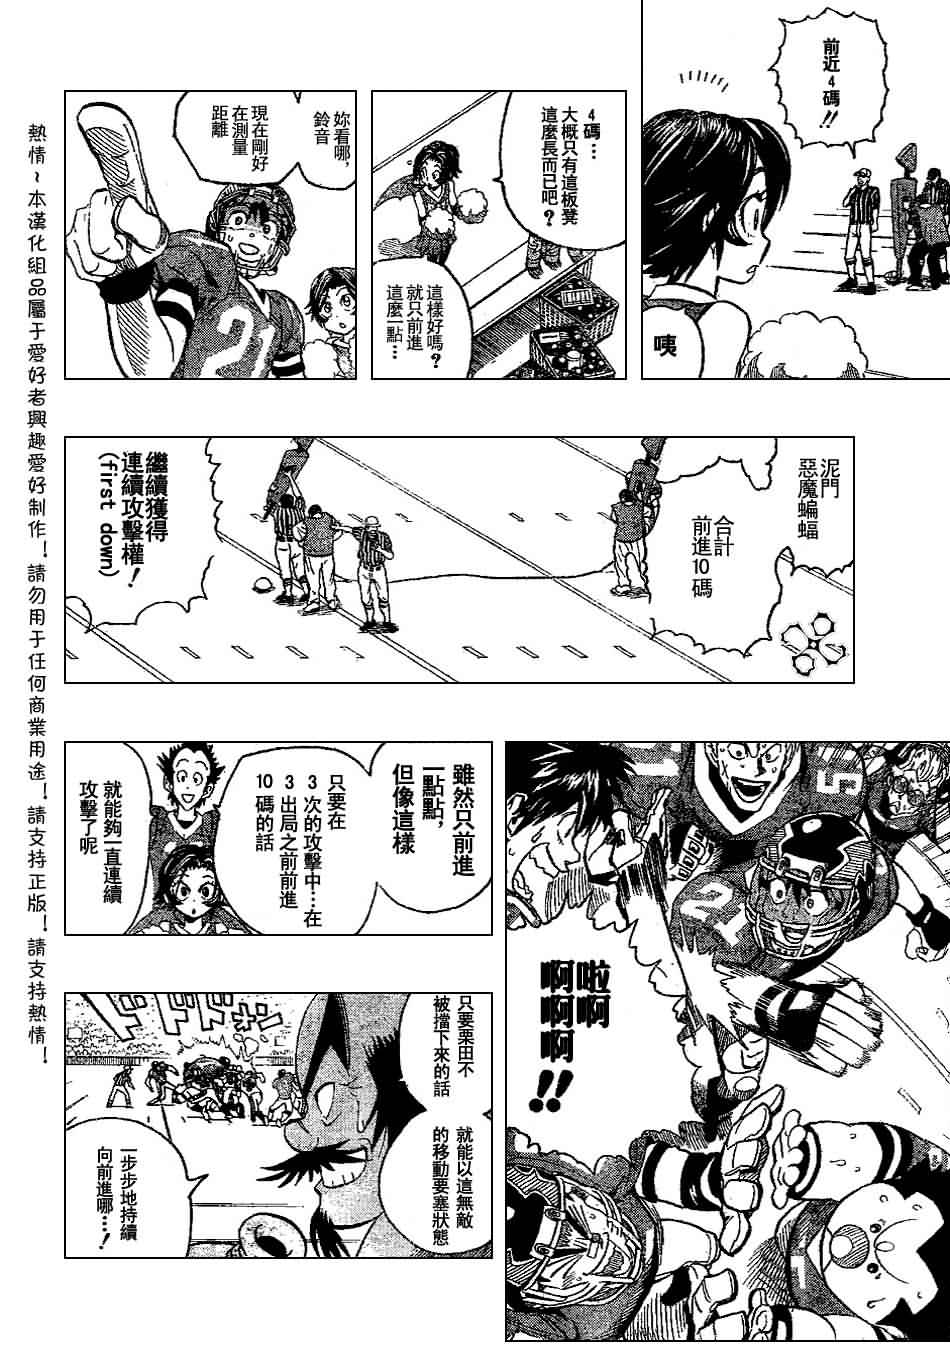 前近4碼!!
咦
4碼…
大概只有這板凳
這麼長而已吧?
這樣好嗎?
就只前進
這麼一點…
妳看哪,
鈴音
現在剛好
在測量
距離
泥門
惡魔蝙蝠
合計
前進10碼
繼續獲得
連續攻擊權!
(first down)
啦啊
啊啊啊!!
雖然只前進
一點點,
但像這樣
只要在
3次的攻擊中…在
3出局之前前進
10碼的話
就能夠一直連續
攻擊了呢
只要栗田不
被擋下來的話
就能以這無敵
的移動要塞狀態
一步步地持續
向前進哪…!
ドドドドォン
21
21
51
熱情~本漢化組品屬于愛好者興趣愛好制作!請勿用于任何商業用途!請支持正版!請支持熱情!